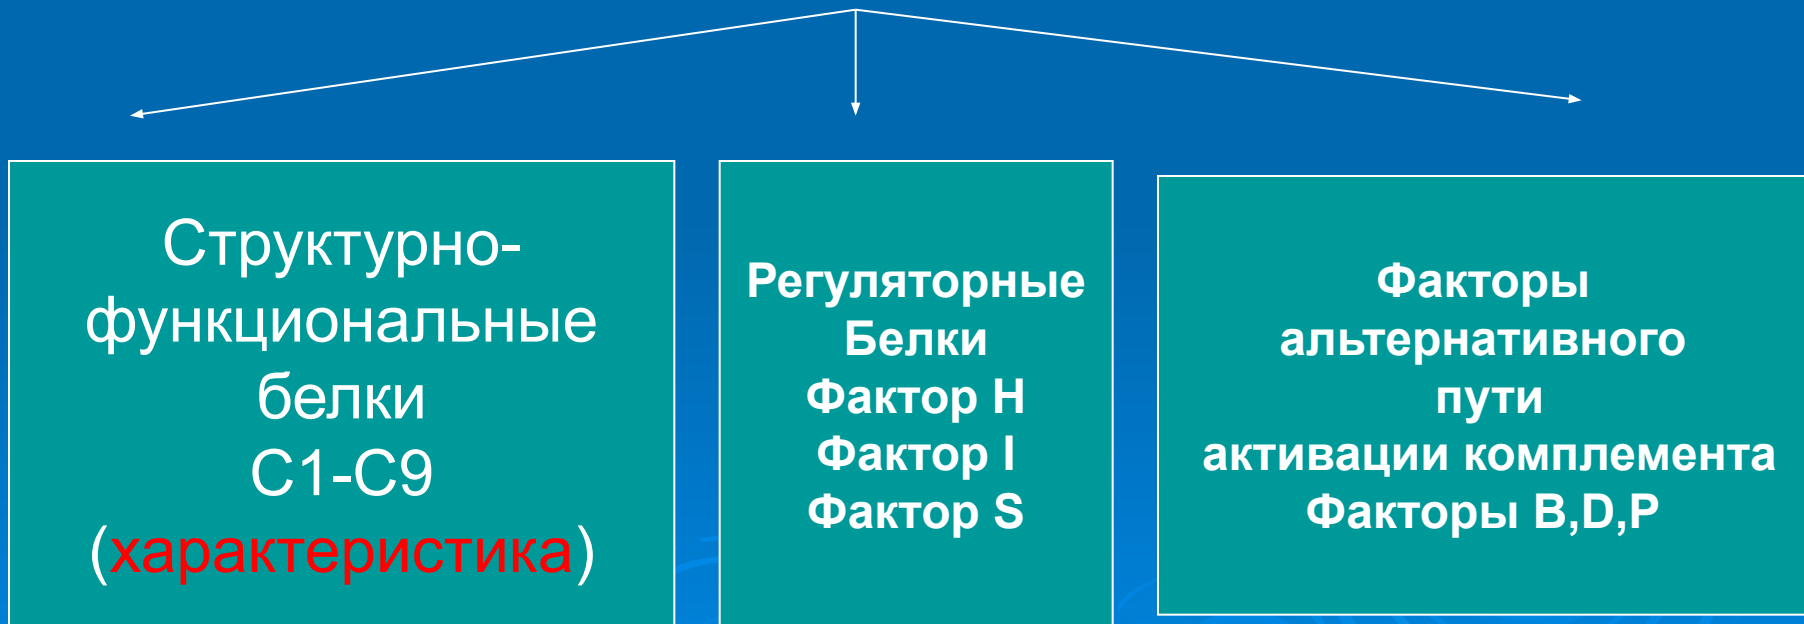 Структурно-
функциональные
белки
С1-С9
(характеристика)
Регуляторные
Белки
Фактор H
Фактор I
Фактор S
Факторы
альтернативного
пути
активации комплемента
Факторы B,D,P